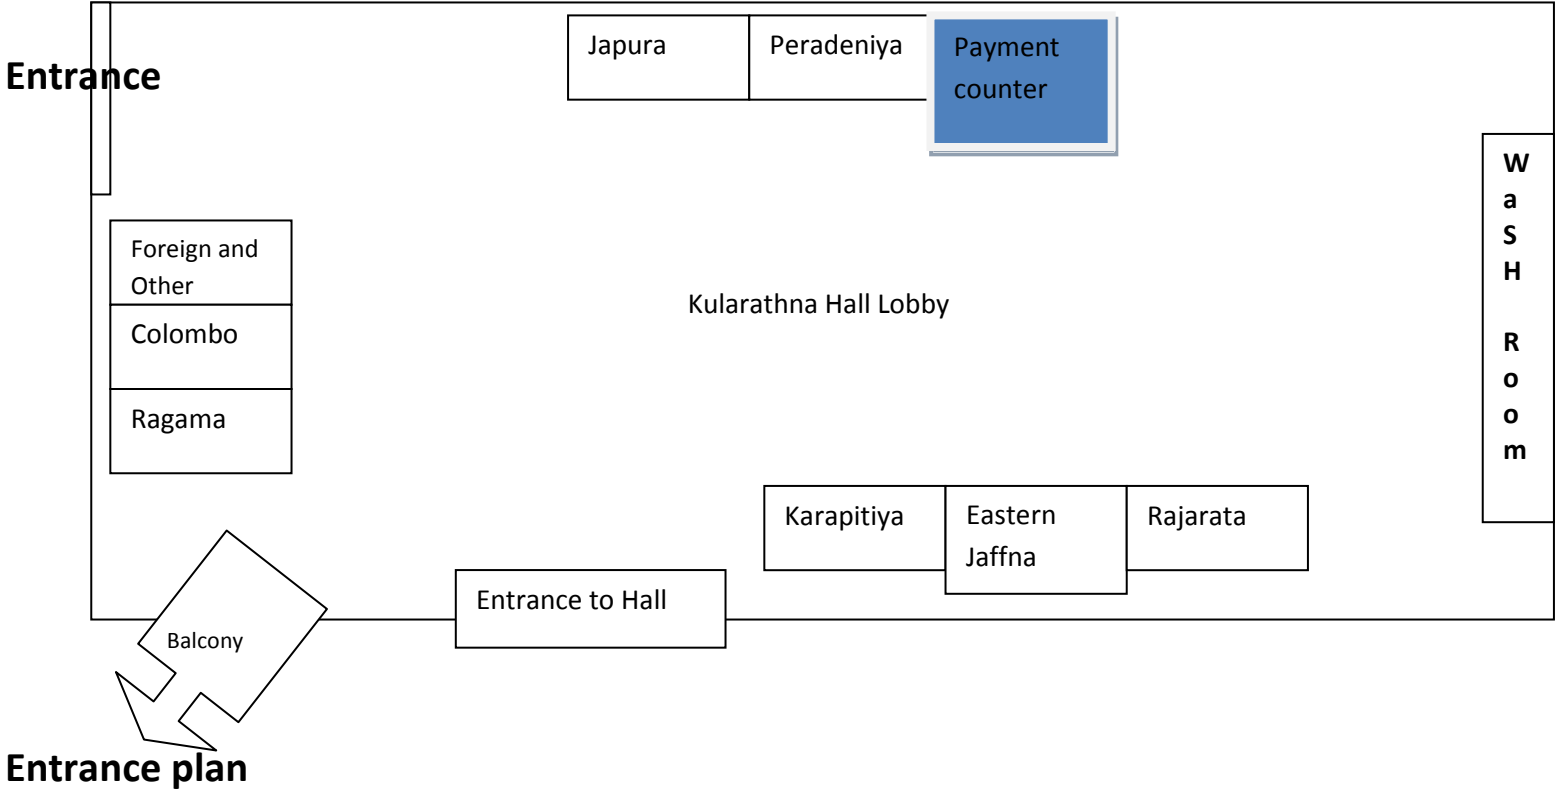 Entrance
Japura
Peradeniya
Payment
counter
Foreign and
Other
Colombo
Ragama
Kularathna Hall Lobby
W
a
S
H
R
o
o
m
Karapitiya
Eastern
Jaffna
Rajarata
Entrance to Hall
Balcony
Entrance plan